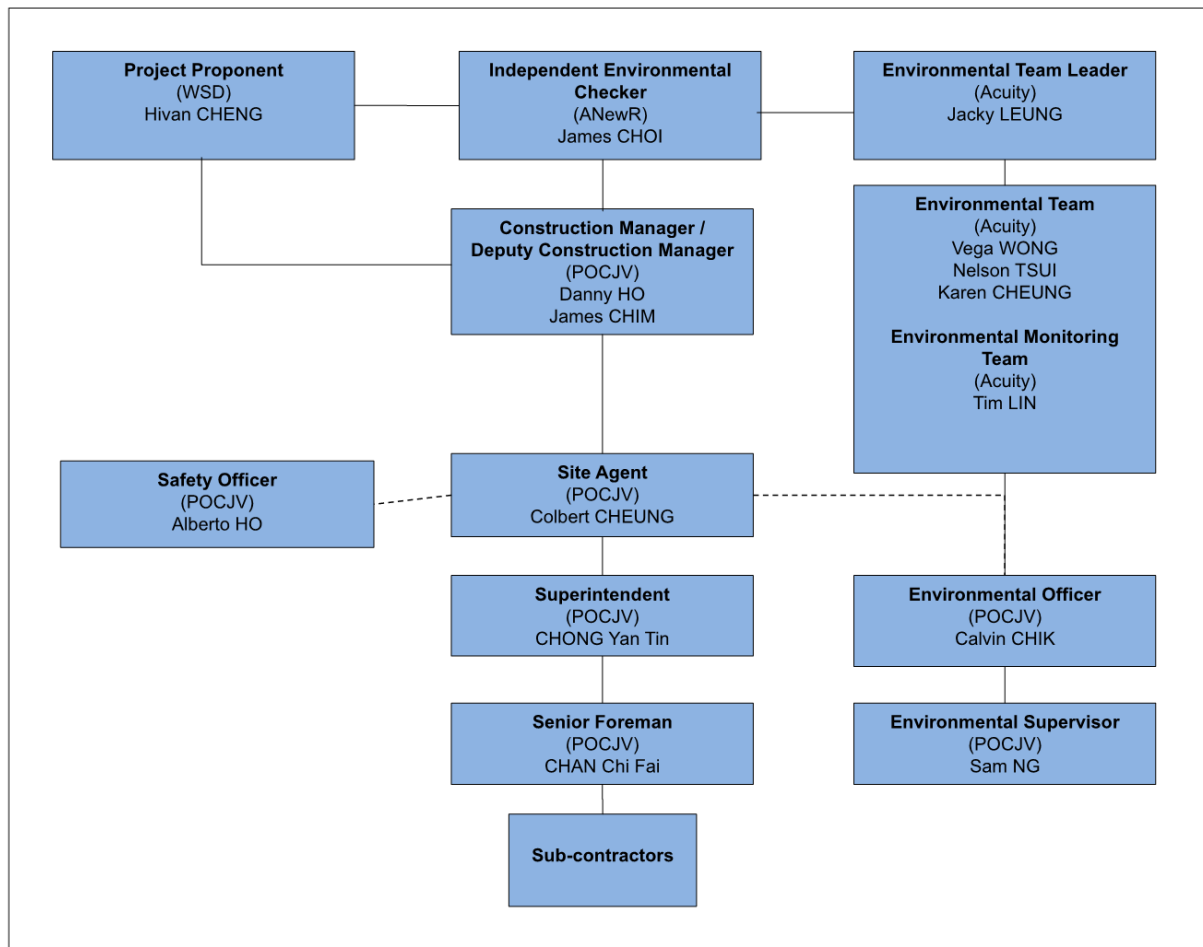 Project Proponent
(WSD)
Hivan CHENG
Independent Environmental
Checker
(ANewR)
James CHOI
Environmental Team Leader
(Acuity)
Jacky LEUNG
Construction Manager /
Deputy Construction Manager
(POCJV)
Danny HO
James CHIM
Environmental Team
(Acuity)
Vega WONG
Nelson TSUI
Karen CHEUNG
Environmental Monitoring
Team
(Acuity)
Tim LIN
Safety Officer
(POCJV)
Alberto HO
Site Agent
(POCJV)
Colbert CHEUNG
Superintendent
(POCJV)
CHONG Yan Tin
Environmental Officer
(POCJV)
Calvin CHIK
Senior Foreman
(POCJV)
CHAN Chi Fai
Environmental Supervisor
(POCJV)
Sam NG
Sub-contractors